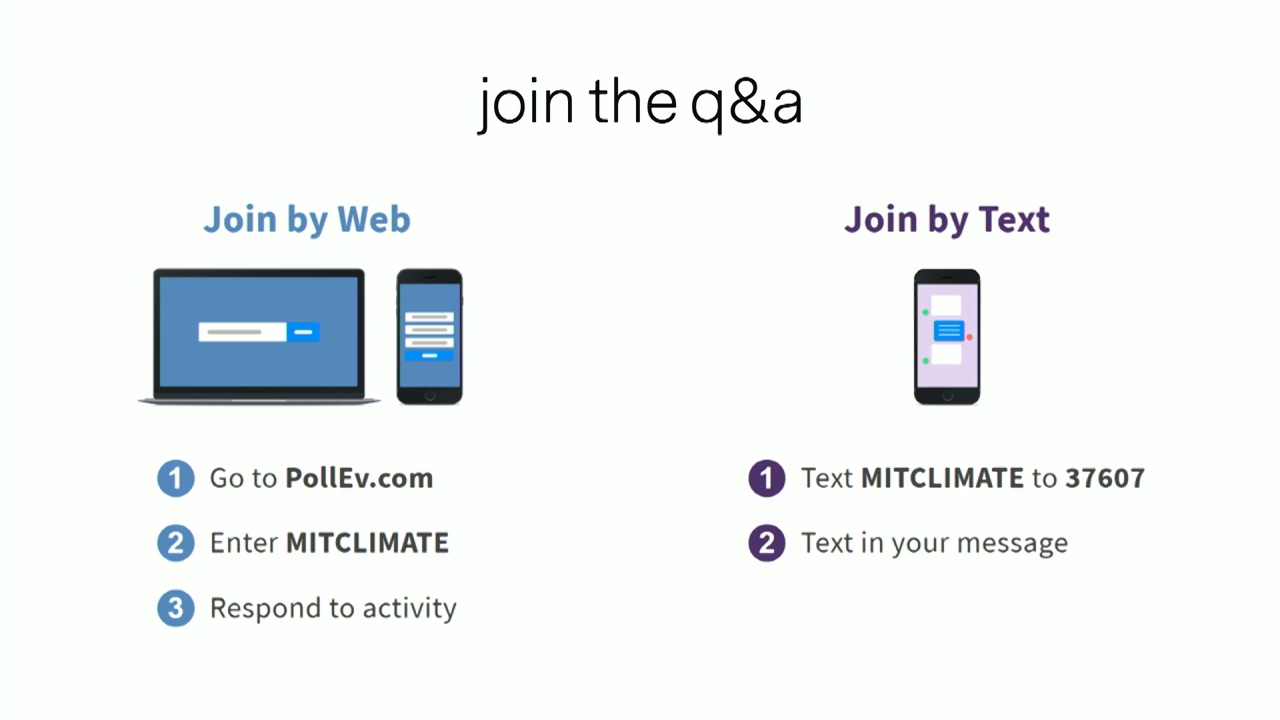 join the q&a
Join by Web
1 Go to PollEv.com
2 Enter MITCLIMATE
3 Respond to activity
Join by Text
1 Text MITCLIMATE to 37607
2 Text in your message